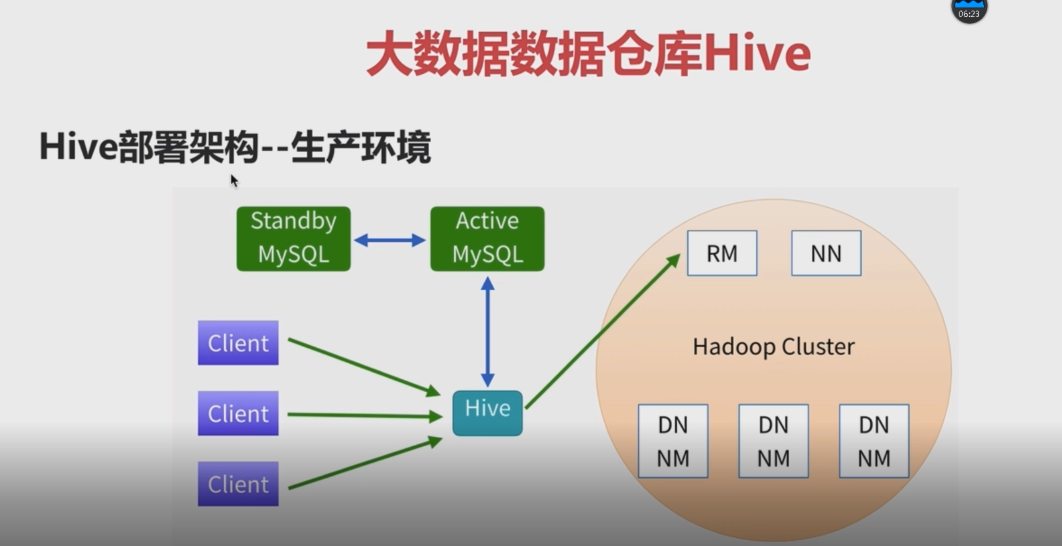 06:23
大数据数据仓库Hive
Hive部署架构--生产环境
Standby
MySQL
Active
MySQL
Client
Client
Client
Hive
RM
NN
Hadoop Cluster
DN
NM
DN
NM
DN
NM